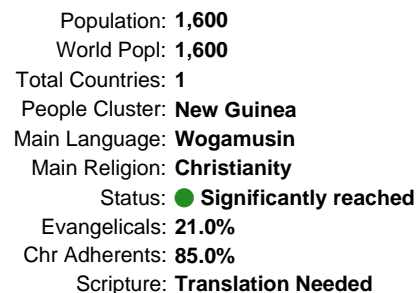 Population: 1,600
World Popl: 1,600
Total Countries: 1
People Cluster: New Guinea
Main Language: Wogamusin
Main Religion: Christianity
Status: Significantly reached
Evangelicals: 21.0%
Chr Adherents: 85.0%
Scripture: Translation Needed